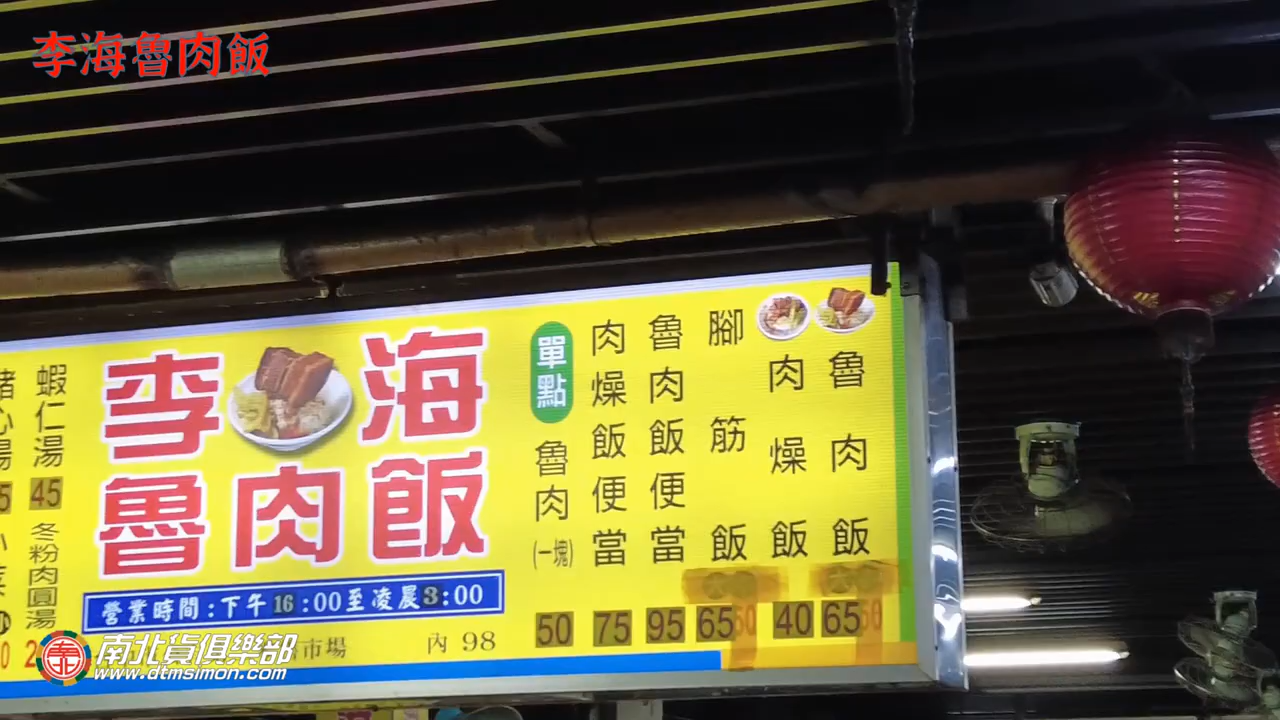 李海魯肉飯
李海
魯肉飯
營業時間:下午16:00至凌晨3:00
市場 內 98
魯肉飯 65
肉燥飯 40
腳筋飯 65
魯肉飯便當 95
肉燥飯便當 75
單點
魯肉(一塊) 50
蝦仁湯 45
冬粉肉圓湯
豬心湯
南北貨俱樂部
www.dtmsimon.com